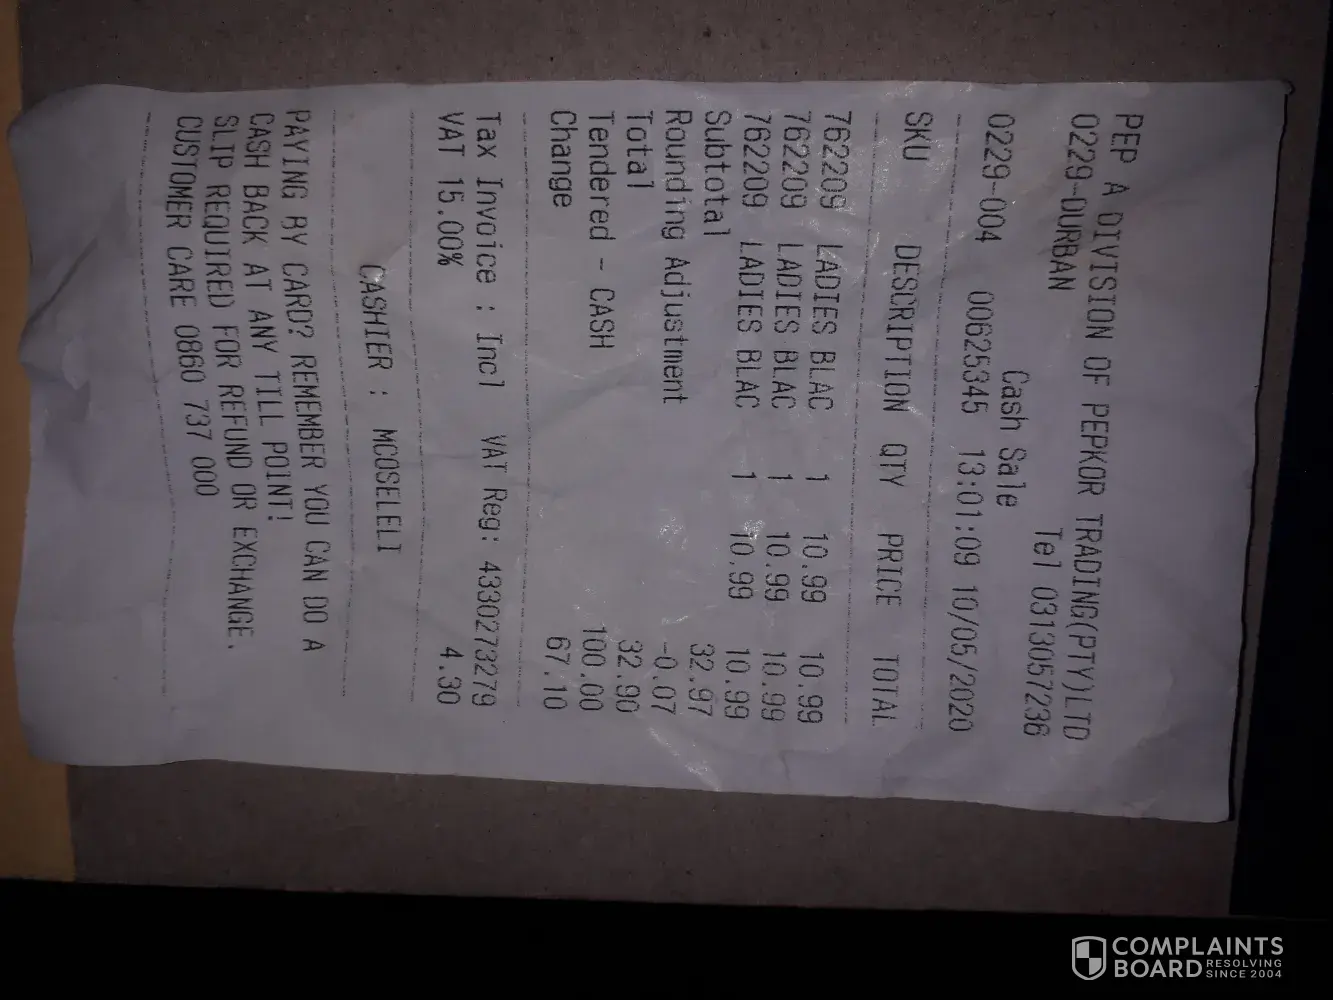 PEP A DIVISION OF PEPKOR TRADING(PTY)LTD
0229-DURBAN Tel 0313057236
Cash Sale
0229-004 00625345 13:01:09 10/05/2020
SKU DESCRIPTION QTY PRICE TOTAL
762209 LADIES BLAC 1 10.99 10.99
762209 LADIES BLAC 1 10.99 10.99
762209 LADIES BLAC 1 10.99 10.99
Subtotal 32.97
Rounding Adjustment -0.07
Total 32.90
Tendered - CASH 100.00
Change 67.10
Tax Invoice : Incl VAT Reg: 4330273279
VAT 15.00% 4.30
CASHIER : MCOSELELI
PAYING BY CARD? REMEMBER YOU CAN DO A
CASH BACK AT ANY TILL POINT!
SLIP REQUIRED FOR REFUND OR EXCHANGE.
CUSTOMER CARE 0860 737 000
COMPLAINTS
BOARD RESOLVING
SINCE 2004